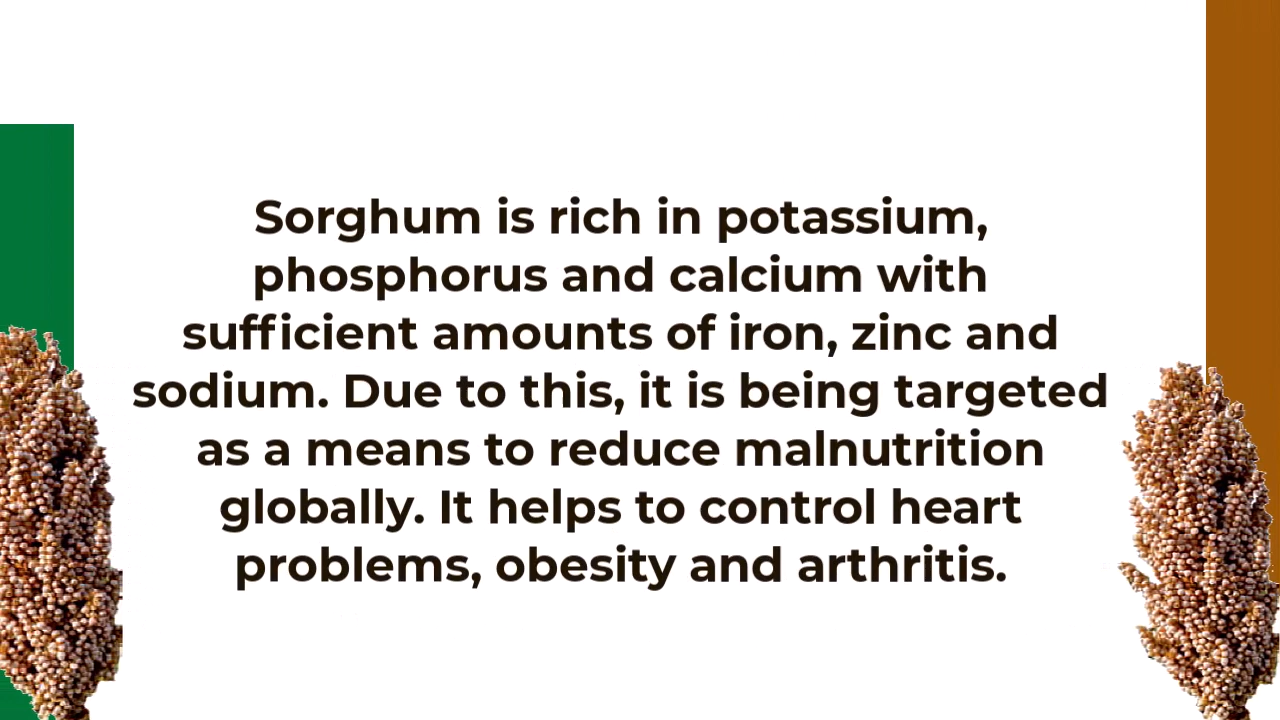 Sorghum is rich in potassium,
phosphorus and calcium with
sufficient amounts of iron, zinc and
sodium. Due to this, it is being targeted
as a means to reduce malnutrition
globally. It helps to control heart
problems, obesity and arthritis.